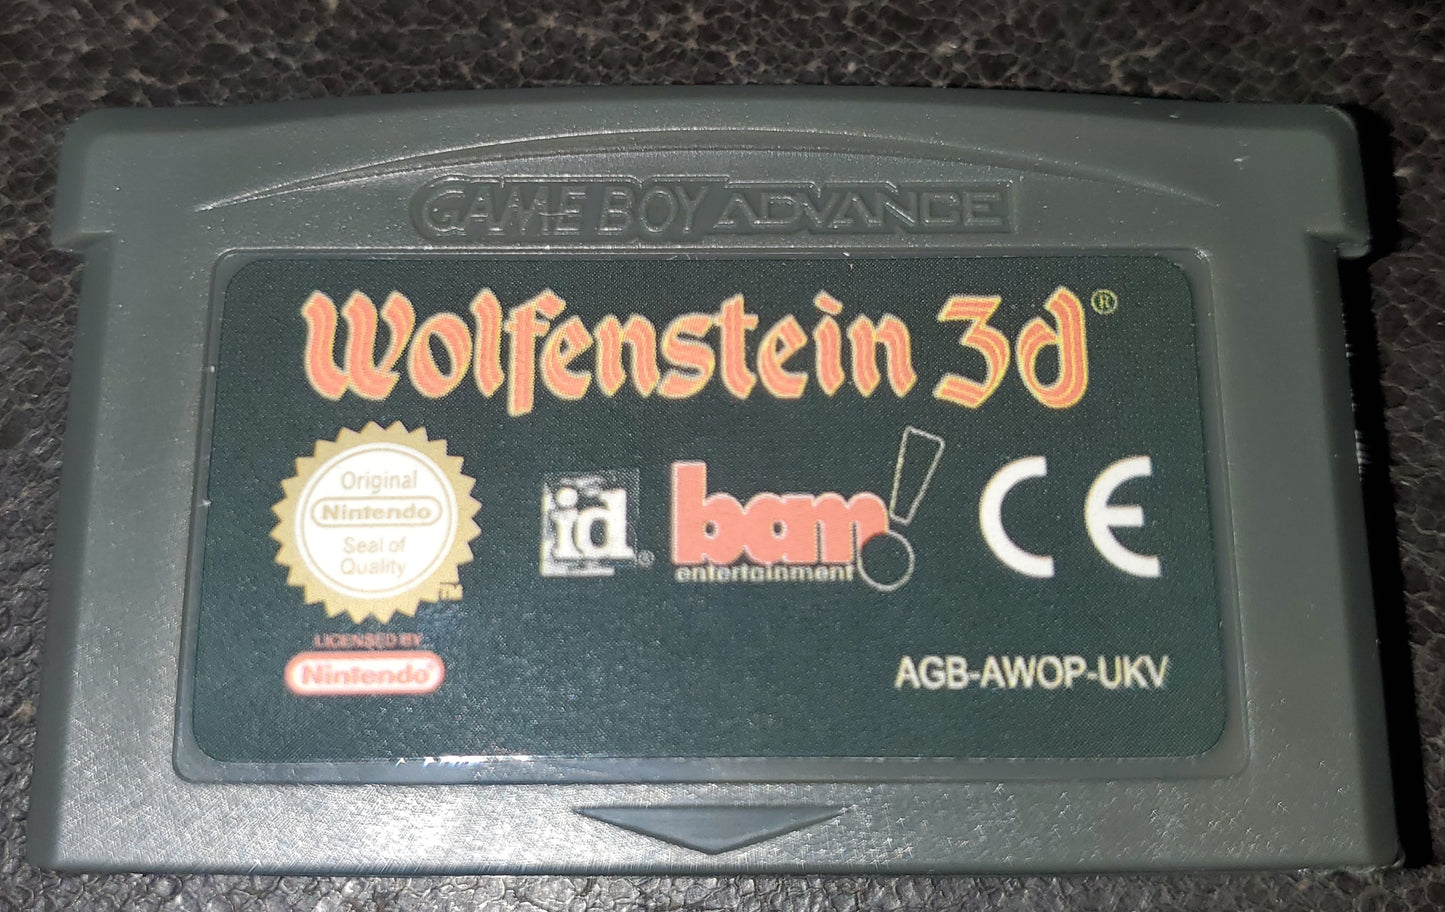 GAME BOY ADVANCE
Wolfenstein 3d®
Original
Nintendo
Seal of
Quality
TM
id®
bam!
entertainment
CE
LICENSED BY
Nintendo®
AGB-AWOP-UKV